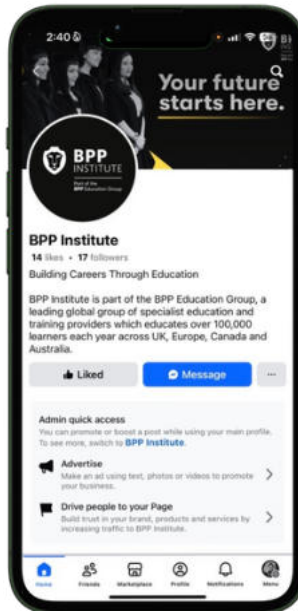 2:40
Your future
starts here.
BPP
INSTITUTE
Part of the
BPP Education Group
BPP Institute
14 likes • 17 followers
Building Careers Through Education
BPP Institute is part of the BPP Education Group, a
leading global group of specialist education and
training providers which educates over 100,000
learners each year across UK, Europe, Canada and
Australia.
Liked
Message
Admin quick access
You can promote or boost a post while using your main profile.
To see more, switch to BPP Institute.
Advertise
Make an ad using text, photos or videos to promote
your business.
Drive people to your Page
Build trust in your brand, products and services by
increasing traffic to BPP Institute.
Home
Friends
Marketplace
Profile
Notifications
Menu